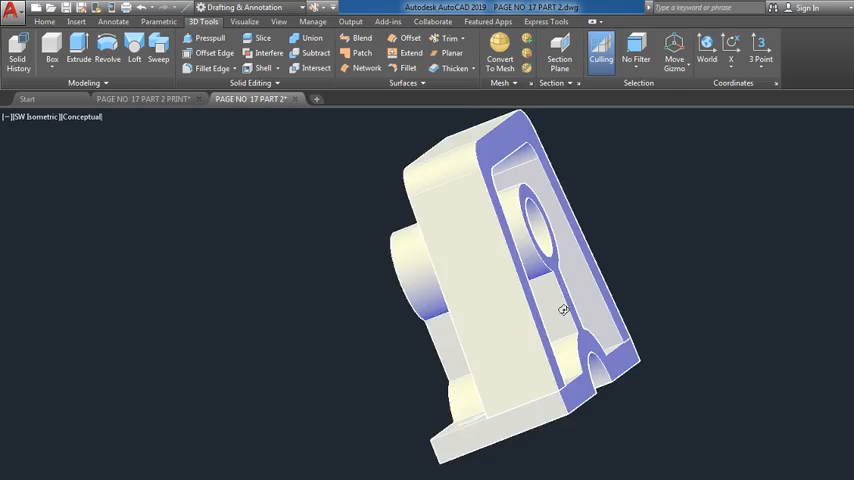 Drafting & Annotation
Autodesk AutoCAD 2019 PAGE NO. 17 PART 2.dwg
Type a keyword or phrase
Sign In
Home Insert Annotate Parametric 3D Tools Visualize View Manage Output Add-ins Collaborate Featured Apps Express Tools
Presspull Slice Union Blend Offset Trim
Offset Edge Interfere Subtract Patch Extend Planar
Fillet Edge Shell Intersect Network Fillet Thicken
Solid History Box Extrude Revolve Loft Sweep
Convert To Mesh Section Plane Culling No Filter Move Gizmo World X 3 Point
Modeling Solid Editing Surfaces Mesh Section Selection Coordinates
Start PAGE NO 17 PART 2 PRINT* PAGE NO 17 PART 2*
[−][SW Isometric][Conceptual]